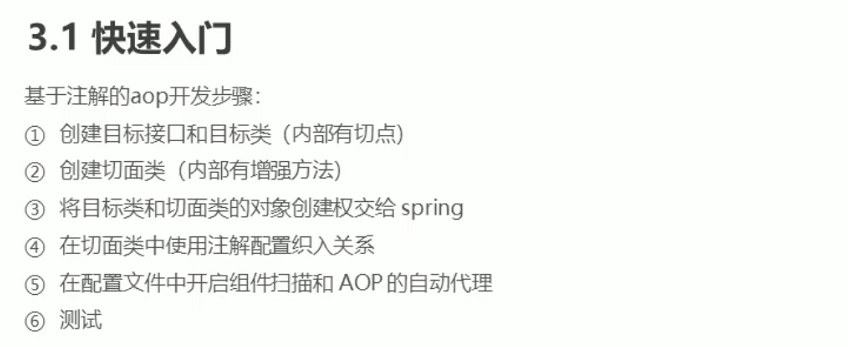 3.1 快速入门
基于注解的aop开发步骤：
① 创建目标接口和目标类（内部有切点）
② 创建切面类（内部有增强方法）
③ 将目标类和切面类的对象创建权交给 spring
④ 在切面类中使用注解配置织入关系
⑤ 在配置文件中开启组件扫描和 AOP 的自动代理
⑥ 测试